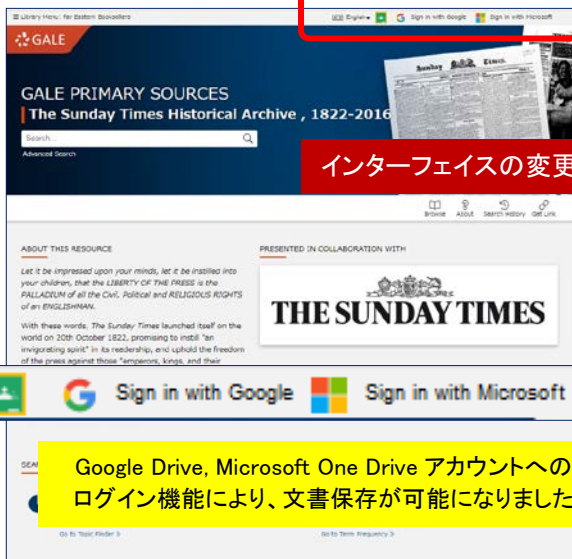 Library Menu: For Eastern Booksellers
English Sign in with Google Sign in with Microsoft
GALE
GALE PRIMARY SOURCES
The Sunday Times Historical Archive , 1822-2016
Search...
Advanced Search
Sunday Times
インターフェイスの変更
Browse About Search History Get Link
ABOUT THIS RESOURCE
Let it be impressed upon your minds, let it be instilled into
your children, that the LIBERTY OF THE PRESS is the
PALLADIUM of all the Civil, Political and RELIGIOUS RIGHTS
of an ENGLISHMAN.
With these words, The Sunday Times launched itself on the
world on 20th October 1822, promising to instill "an
invigorating spirit" in its readership, and uphold the freedom
of the press against those "emperors, kings, and their
PRESENTED IN COLLABORATION WITH
THE SUNDAY TIMES
Sign in with Google Sign in with Microsoft
Google Drive, Microsoft One Drive アカウントへの
ログイン機能により、文書保存が可能になりました
Go to Topic Finder >
Go to Term Frequency >